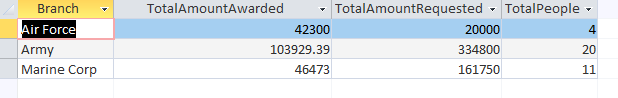 Branch TotalAmountAwarded TotalAmountRequested TotalPeople
Air Force 42300 20000 4
Army 103929.39 334800 20
Marine Corp 46473 161750 11